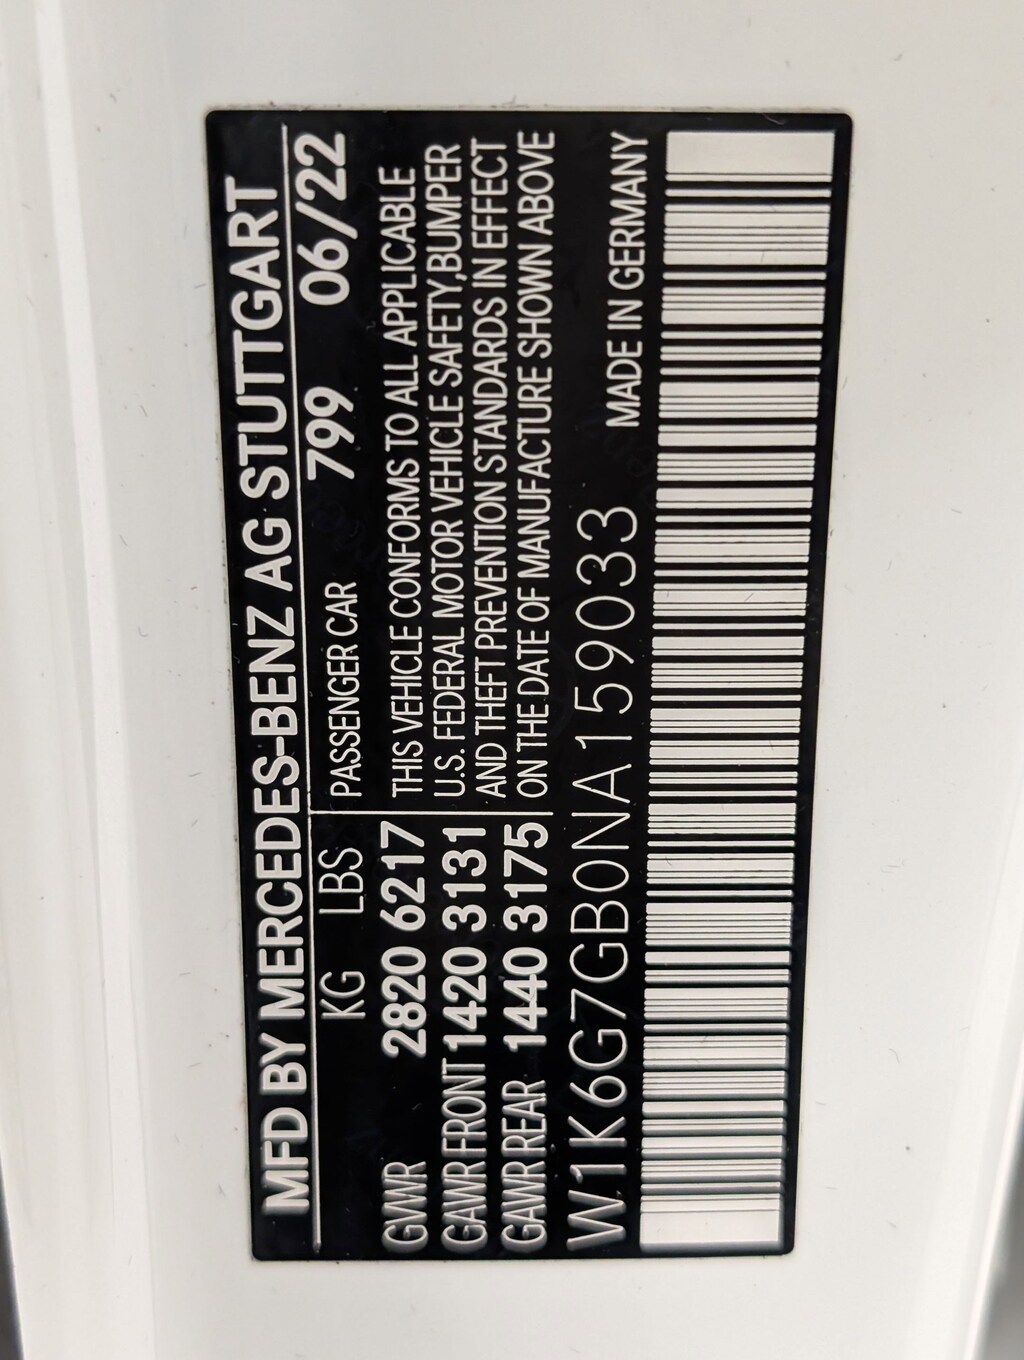 MFD BY MERCEDES-BENZ AG STUTTGART
KG LBS PASSENGER CAR 799 06/22
GVWR 2820 6217 THIS VEHICLE CONFORMS TO ALL APPLICABLE
GAWR FRONT 1420 3131 U.S. FEDERAL MOTOR VEHICLE SAFETY,BUMPER
GAWR REAR 1440 3175 AND THEFT PREVENTION STANDARDS IN EFFECT
ON THE DATE OF MANUFACTURE SHOWN ABOVE
W1K6G7GB0NA159033 MADE IN GERMANY